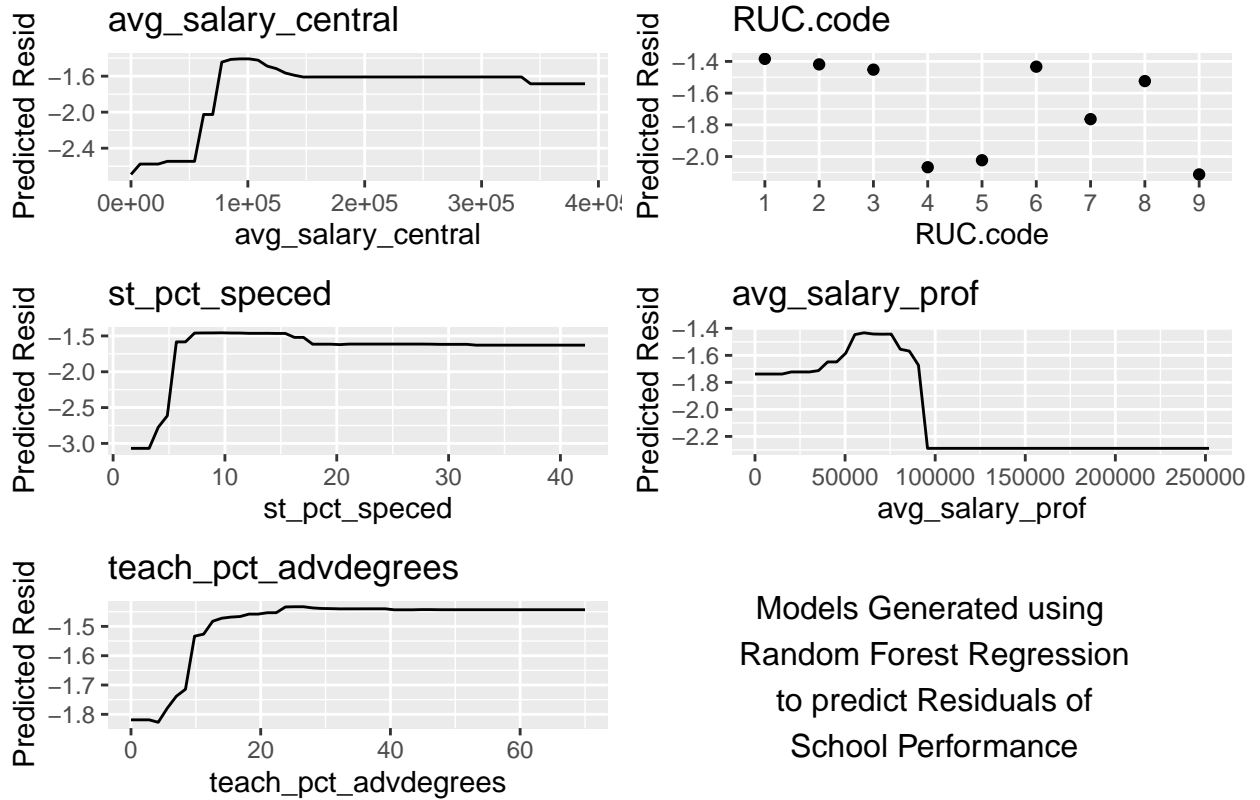 avg_salary_central
Predicted Resid
−1.6
−2.0
−2.4
0e+00 1e+05 2e+05 3e+05
avg_salary_central
RUC.code
Predicted Resid
−1.4
−1.6
−1.8
−2.0
1 2 3 4 5 6 7 8 9
RUC.code
st_pct_speced
Predicted Resid
−1.5
−2.0
−2.5
−3.0
0 10 20 30 40
st_pct_speced
avg_salary_prof
Predicted Resid
−1.4
−1.6
−1.8
−2.0
−2.2
0 50000 100000 150000 200000 250000
avg_salary_prof
teach_pct_advdegrees
Predicted Resid
−1.5
−1.6
−1.7
−1.8
0 20 40 60
teach_pct_advdegrees
Models Generated using
Random Forest Regression
to predict Residuals of
School Performance